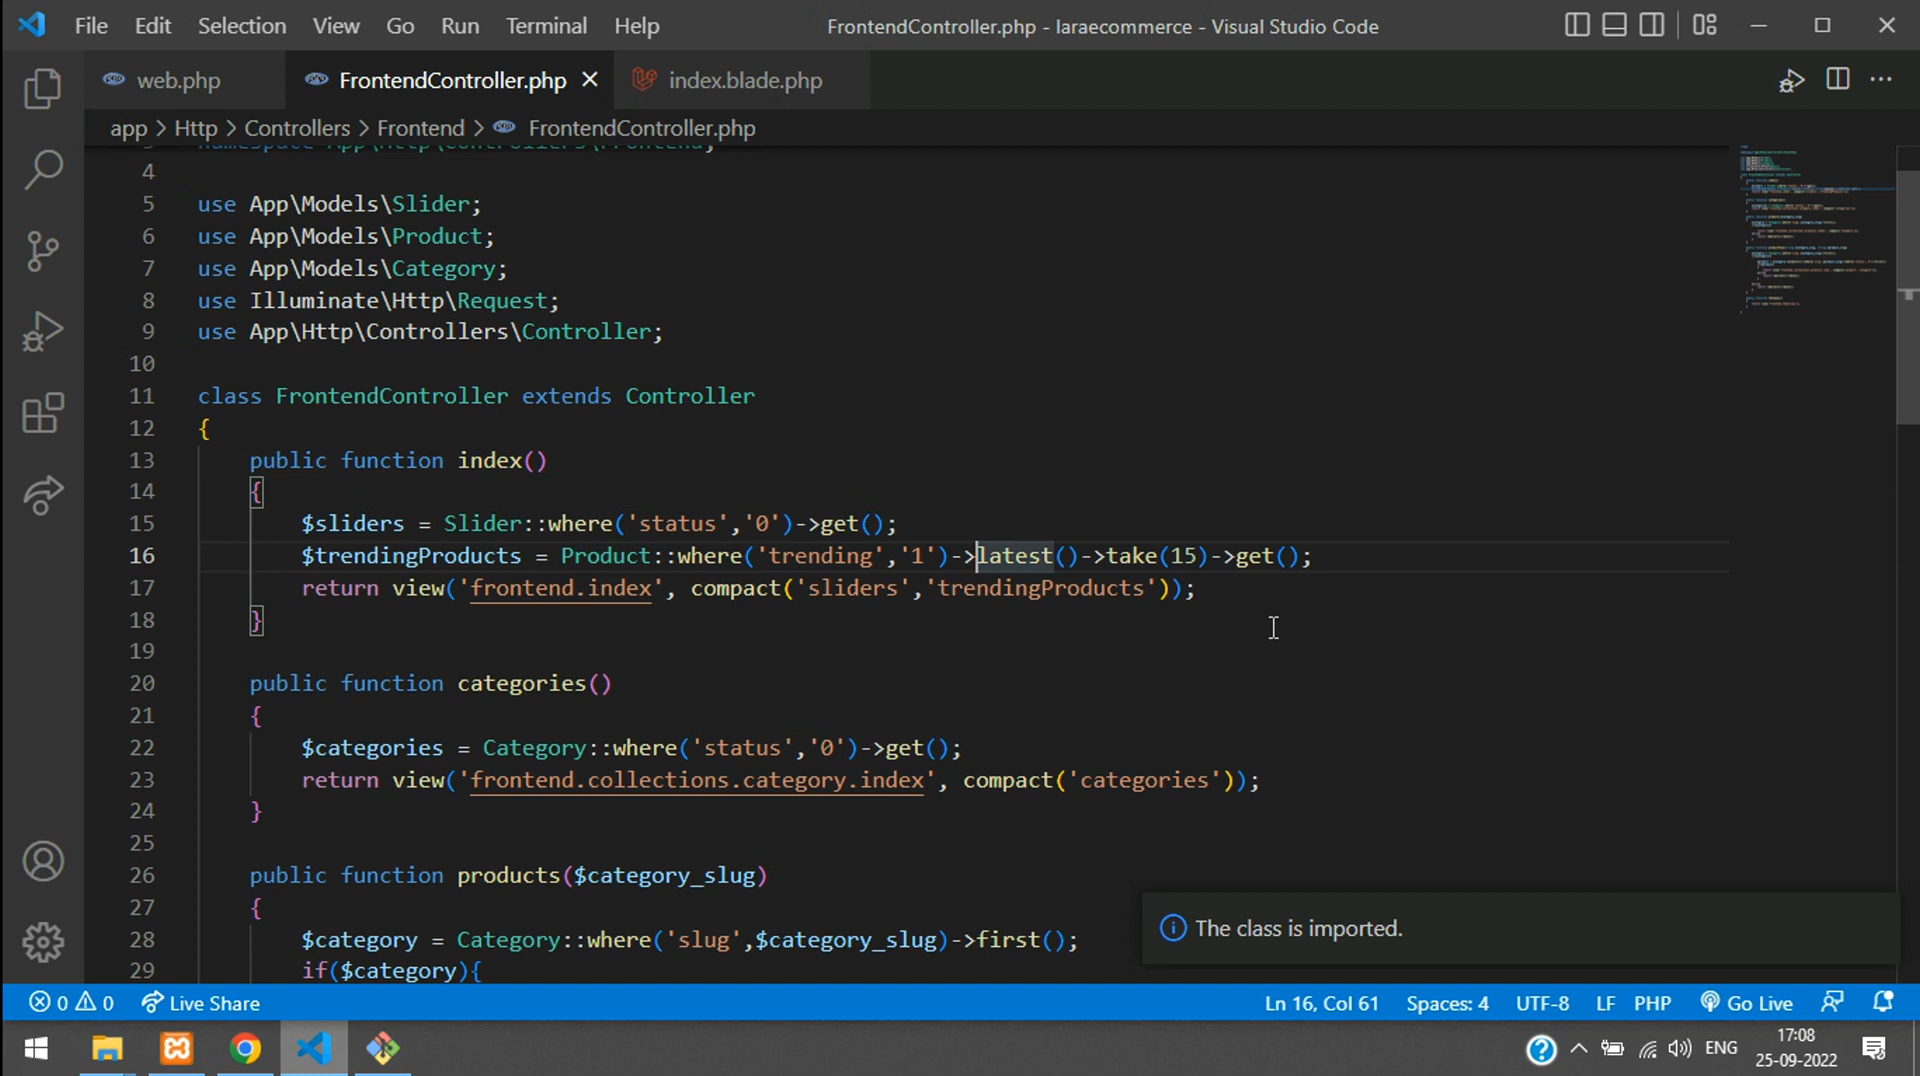 File Edit Selection View Go Run Terminal Help FrontendController.php - laraecommerce - Visual Studio Code
web.php FrontendController.php index.blade.php
app > Http > Controllers > Frontend > FrontendController.php
3 namespace App\Http\Controllers\Frontend;
4
5 use App\Models\Slider;
6 use App\Models\Product;
7 use App\Models\Category;
8 use Illuminate\Http\Request;
9 use App\Http\Controllers\Controller;
10
11 class FrontendController extends Controller
12 {
13 public function index()
14 {
15 $sliders = Slider::where('status','0')->get();
16 $trendingProducts = Product::where('trending','1')->latest()->take(15)->get();
17 return view('frontend.index', compact('sliders','trendingProducts'));
18 }
19
20 public function categories()
21 {
22 $categories = Category::where('status','0')->get();
23 return view('frontend.collections.category.index', compact('categories'));
24 }
25
26 public function products($category_slug)
27 {
28 $category = Category::where('slug',$category_slug)->first();
29 if($category){
The class is imported.
0 0 Live Share Ln 16, Col 61 Spaces: 4 UTF-8 LF PHP Go Live
ENG 17:08
25-09-2022